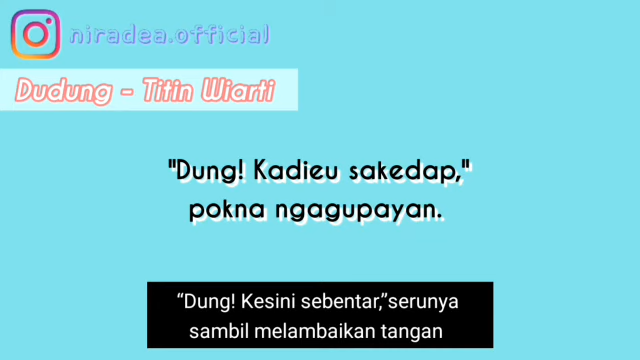 niradea.official
Dudung - Titin Wiarti
"Dung! Kadieu sakedap,"
pokna ngagupayan.
“Dung! Kesini sebentar,”serunya
sambil melambaikan tangan